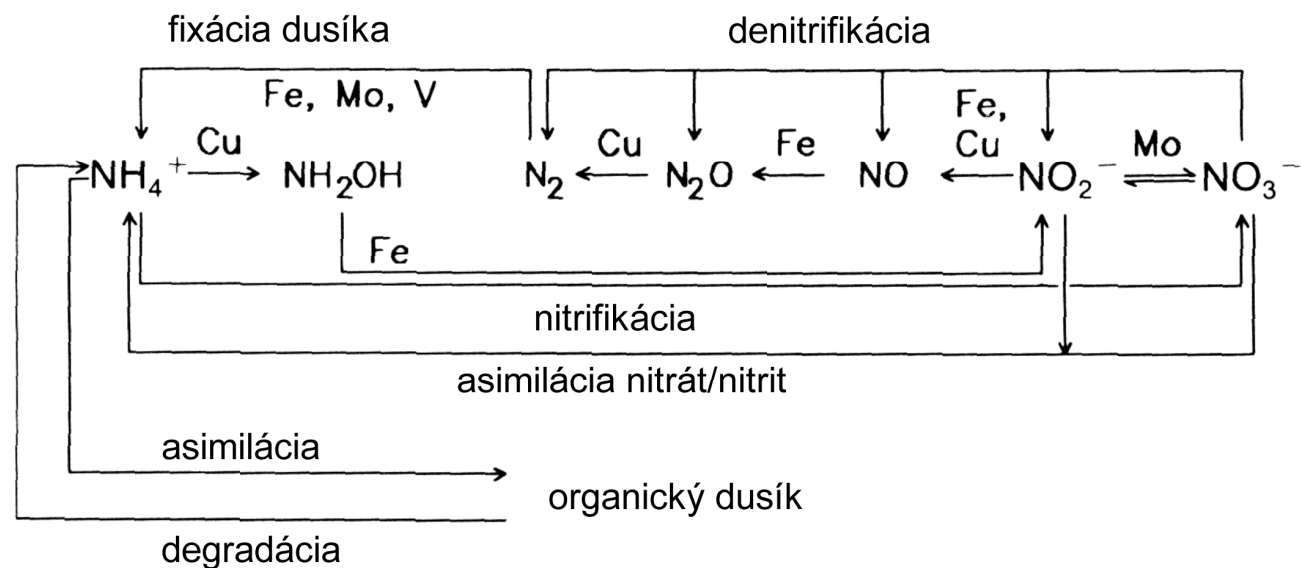 fixácia dusíka denitrifikácia
Fe, Mo, V Fe,
Cu Cu Fe Cu Mo
NH₄⁺ NH₂OH N₂ N₂O NO NO₂⁻ NO₃⁻
Fe
nitrifikácia
asimilácia nitrát/nitrit
asimilácia
organický dusík
degradácia